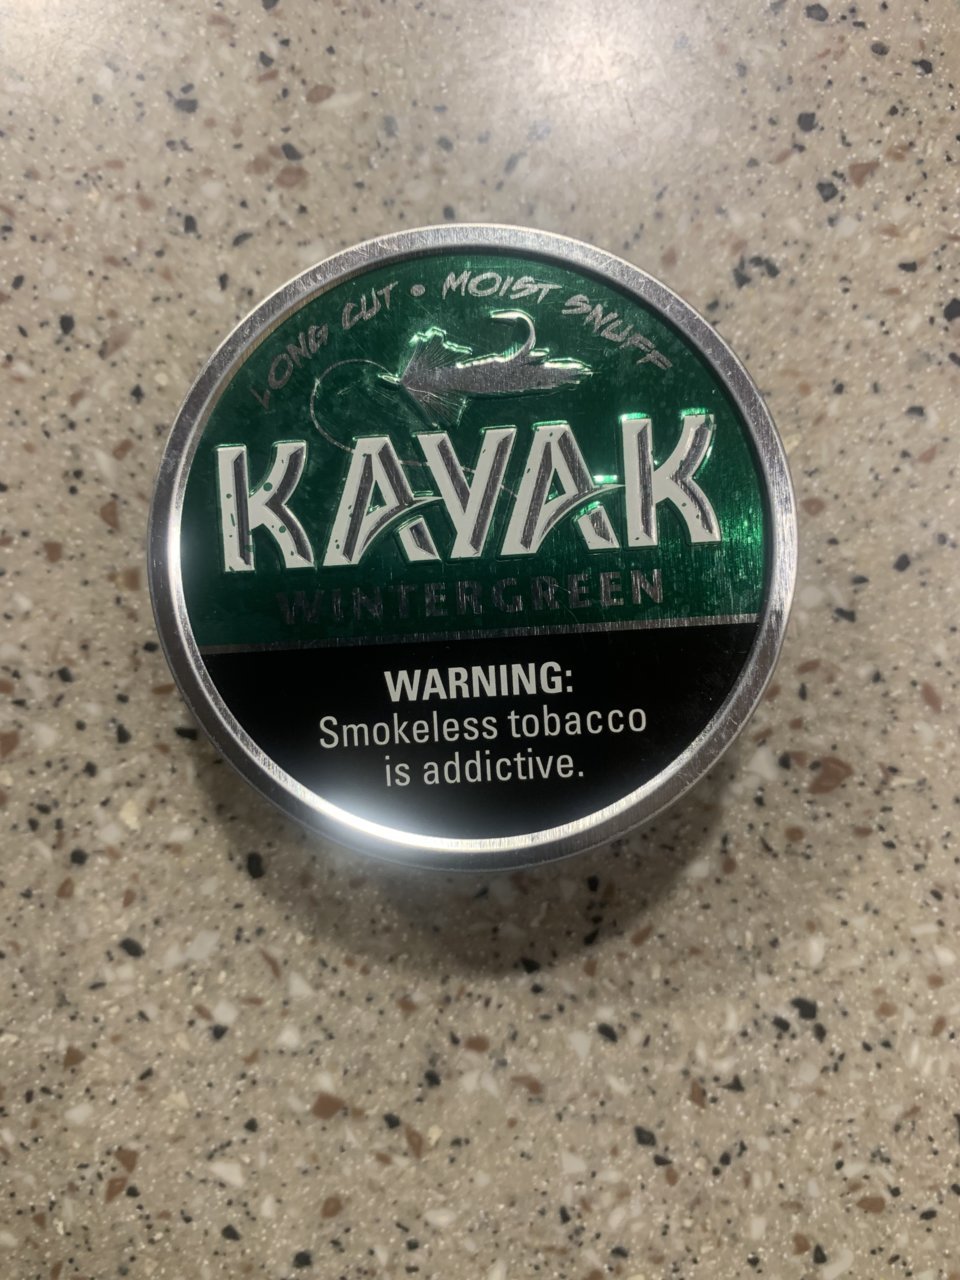 LONG CUT • MOIST SNUFF
KAYAK
WINTERGREEN
WARNING:
Smokeless tobacco
is addictive.